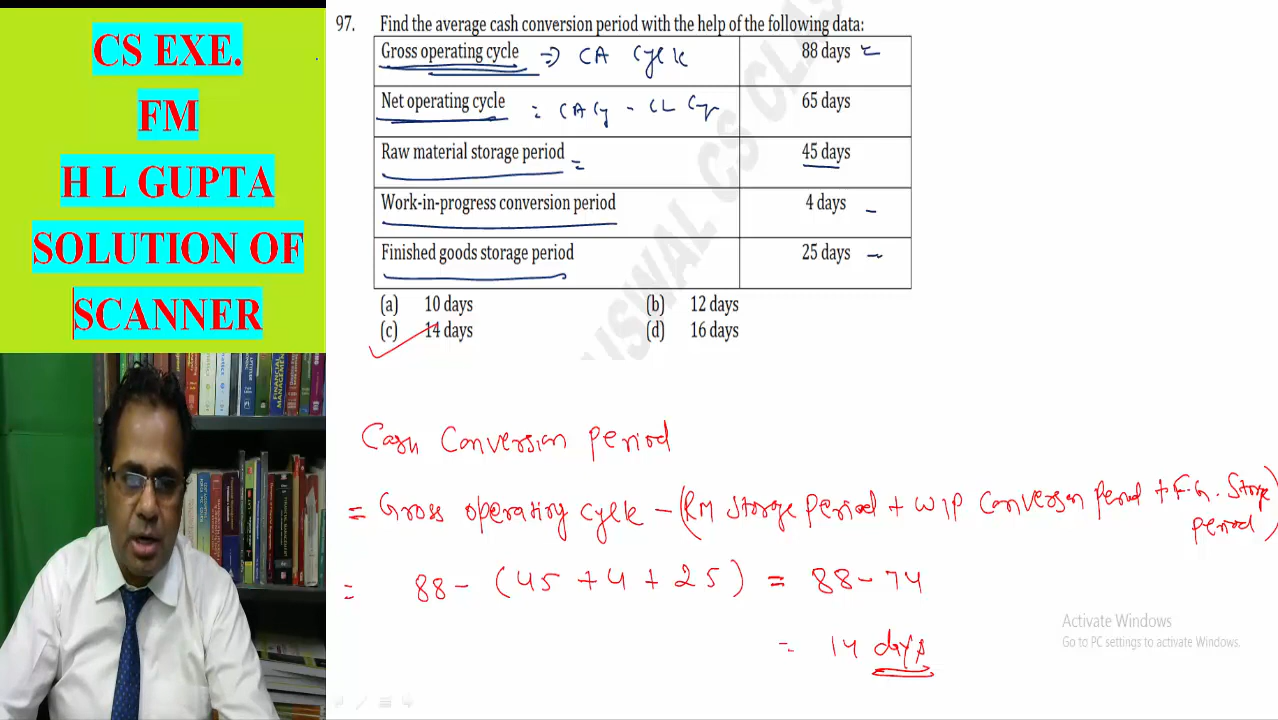 CS EXE.
FM
H L GUPTA
SOLUTION OF
SCANNER
97. Find the average cash conversion period with the help of the following data:
Gross operating cycle ⇒ CA Cycle 88 days
Net operating cycle = CA Cy - CL Cy 65 days
Raw material storage period = 45 days
Work-in-progress conversion period 4 days
Finished goods storage period 25 days
(a) 10 days (b) 12 days
(c) 14 days (d) 16 days
Cash Conversion Period
= Gross operating cycle - (RM Storage Period + WIP Conversion Period + F.G. Storage
Period)
= 88 - (45 + 4 + 25) = 88 - 74
= 14 days
Activate Windows
Go to PC settings to activate Windows.